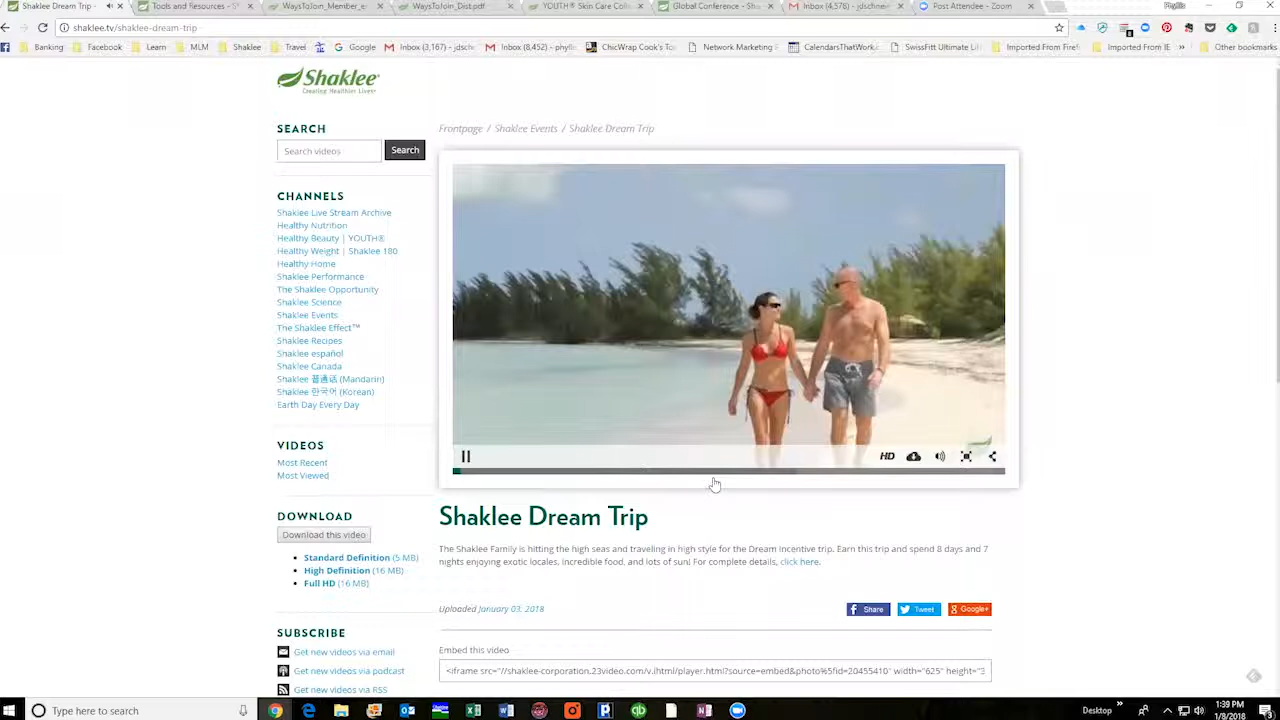 Shaklee Dream Trip -
Tools and Resources - "
WaysToJoin_Member_e
WaysToJoin_Dist.pdf
YOUTH® Skin Care Coll
Global Conference - Sh
Gmail Inbox (4,378) - jdschme
Post Attendee - Zoom
Phyllis
shaklee.tv/shaklee-dream-trip
Banking
Facebook
Learn
MLM
Shaklee
Travel
Google
Inbox (3,167) - jdsch
Inbox (8,452) - phyllis
ChicWrap Cook's To
Network Marketing
CalendarsThatWork
SwissFitt Ultimate Li
Imported From IE
»
Other Bookmarks
Shaklee®
Creating Healthier Lives®
SEARCH
Search videos
Search
CHANNELS
Shaklee Live Stream Archive
Healthy Nutrition
Healthy Beauty | YOUTH®
Healthy Weight | Shaklee 180
Healthy Home
Shaklee Performance
The Shaklee Opportunity
Shaklee Science
Shaklee Events
The Shaklee Effect™
Shaklee Recipes
Shaklee español
Shaklee Canada
Shaklee 普通话 (Mandarin)
Shaklee 한국어 (Korean)
Earth Day Every Day
VIDEOS
Most Recent
Most Viewed
DOWNLOAD
Download this video
Standard Definition (5 MB)
High Definition (16 MB)
Full HD (16 MB)
SUBSCRIBE
Get new videos via email
Get new videos via podcast
Get new videos via RSS
Frontpage / Shaklee Events / Shaklee Dream Trip
HD
Shaklee Dream Trip
The Shaklee Family is hitting the high seas and traveling in high style for the Dream Incentive trip. Earn this trip and spend 8 days and 7
nights enjoying exotic locales, incredible food, and lots of sun! For complete details, click here.
Uploaded January 03, 2018
Share
Tweet
Google+
Embed this video
<iframe src="//shaklee-corporation.23video.com/v.ihtml/player.html?source=embed&photo%5fid=20455410" width="625" height="3
Type here to search
Desktop
1:39 PM
1/8/2018